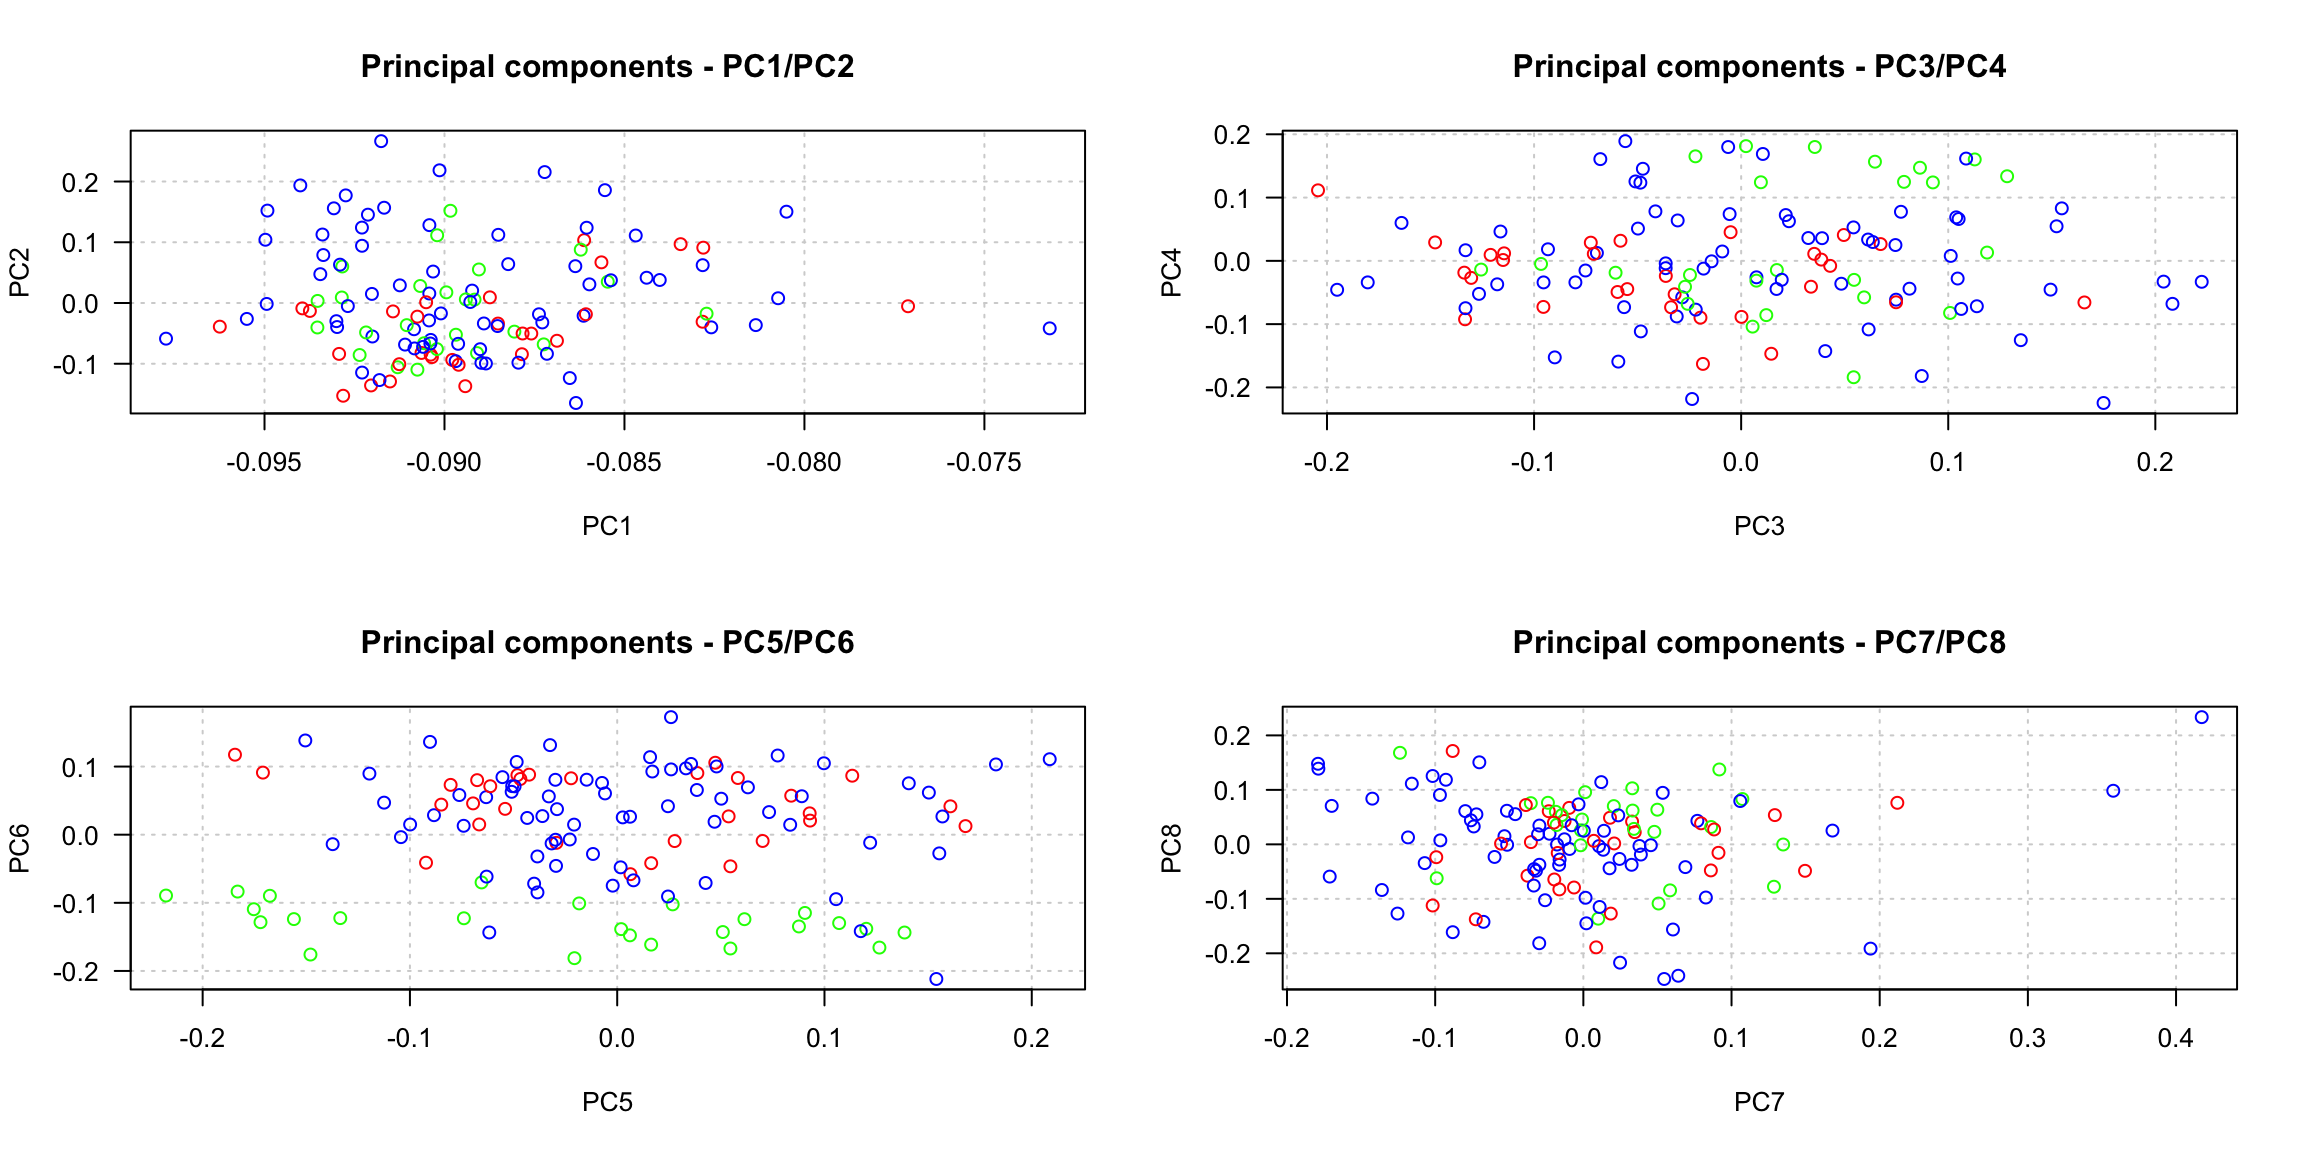 Principal components - PC1/PC2
PC2
0.2
0.1
0.0
-0.1
-0.095 -0.090 -0.085 -0.080 -0.075
PC1
Principal components - PC3/PC4
PC4
0.2
0.1
0.0
-0.1
-0.2
-0.2 -0.1 0.0 0.1 0.2
PC3
Principal components - PC5/PC6
PC6
0.1
0.0
-0.1
-0.2
-0.2 -0.1 0.0 0.1 0.2
PC5
Principal components - PC7/PC8
PC8
0.2
0.1
0.0
-0.1
-0.2
-0.2 -0.1 0.0 0.1 0.2 0.3 0.4
PC7